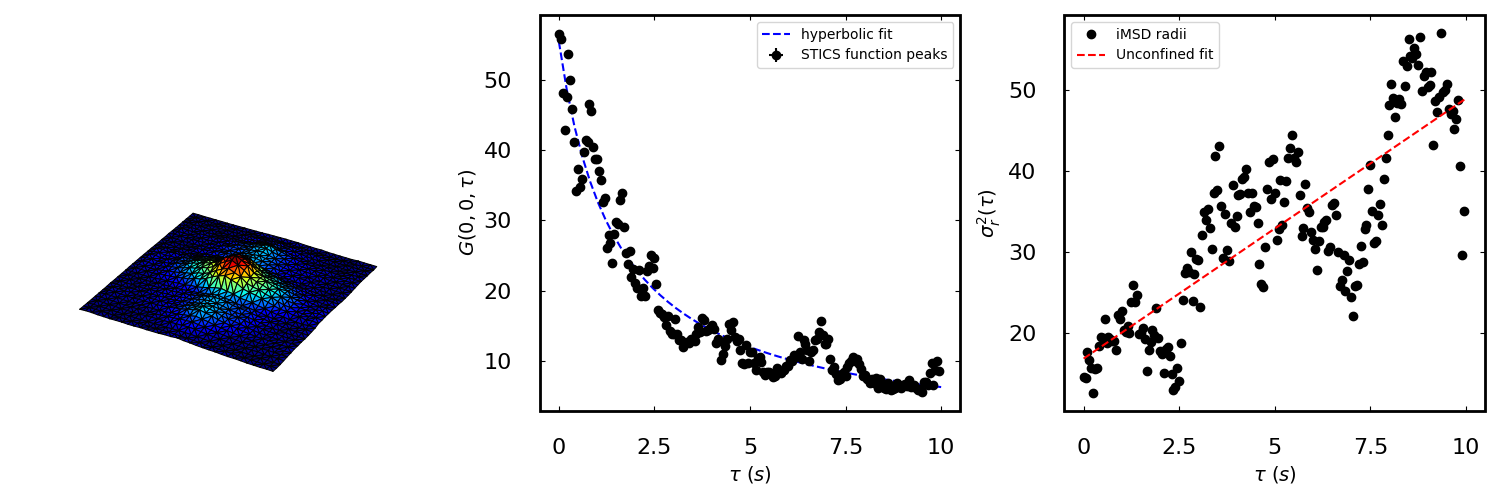 hyperbolic fit
STICS function peaks
50
40
30
20
10
G(0, 0, τ)
0
2.5
5
7.5
10
τ (s)
iMSD radii
Unconfined fit
50
40
30
20
σ_r^2(τ)
0
2.5
5
7.5
10
τ (s)